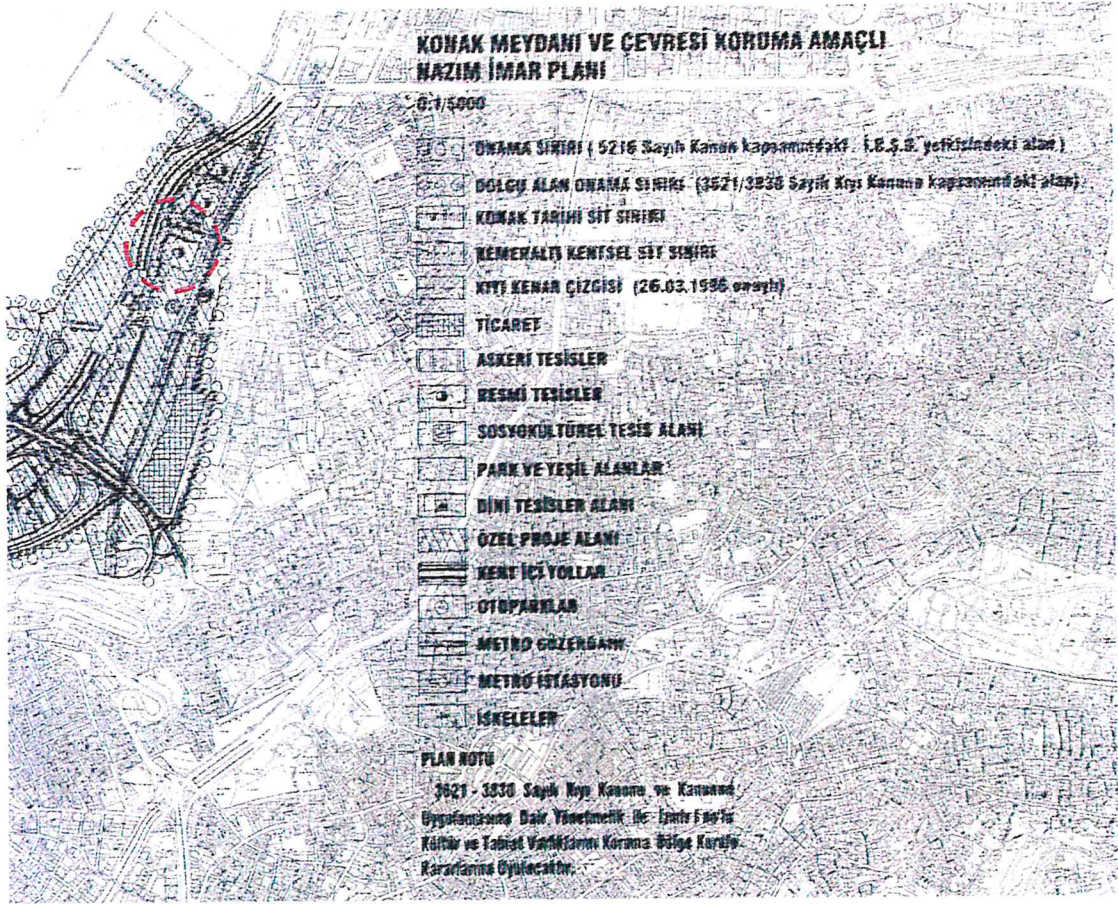 KONAK MEYDANI VE ÇEVRESİ KORUMA AMAÇLI
NAZIM İMAR PLANI
Ö:1/5000
ONAMA SINIRI ( 5216 Sayılı Kanun kapsamındaki İ.B.Ş.B. yetkisindeki alan )
DOLGU ALAN ONAMA SINIRI (3621/3830 Sayılı Kıyı Kanunu kapsamındaki alan)
KONAK TARİHİ SİT SINIRI
KEMERALTI KENTSEL SİT SINIRI
KIYI KENAR ÇİZGİSİ (26.03.1996 onaylı)
TİCARET
ASKERİ TESİSLER
RESMİ TESİSLER
SOSYOKÜLTÜREL TESİS ALANI
PARK VE YEŞİL ALANLAR
DİNİ TESİSLER ALANI
ÖZEL PROJE ALANI
KENT İÇİ YOLLAR
OTOPARKLAR
METRO GÜZERGAHI
METRO İSTASYONU
İSKELELER
PLAN NOTU
3621 - 3830 Sayılı Kıyı Kanunu ve Kanunun
Uygulamasına Dair Yönetmelik ile İzmir I no'lu
Kültür ve Tabiat Varlıklarını Koruma Bölge Kurulu
Kararlarına Uyulacaktır.